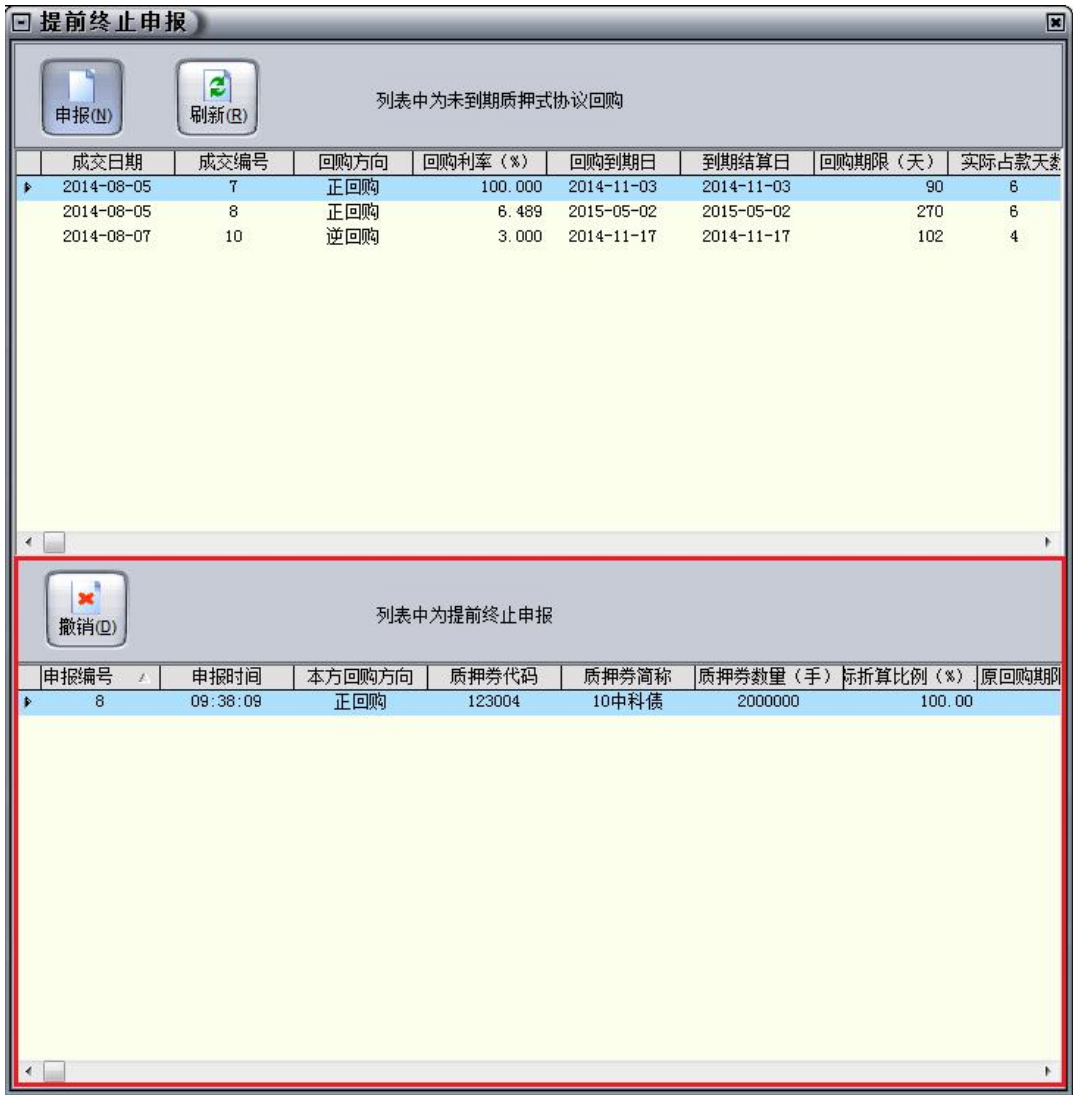 提前终止申报
申报(N) 刷新(R) 列表中为未到期质押式协议回购
成交日期 成交编号 回购方向 回购利率(%) 回购到期日 到期结算日 回购期限(天) 实际占款天数
2014-08-05 7 正回购 100.000 2014-11-03 2014-11-03 90 6
2014-08-05 8 正回购 6.489 2015-05-02 2015-05-02 270 6
2014-08-07 10 逆回购 3.000 2014-11-17 2014-11-17 102 4
撤销(D) 列表中为提前终止申报
申报编号 申报时间 本方回购方向 质押券代码 质押券简称 质押券数量(手) 际折算比例(%) 原回购期限
8 09:38:09 正回购 123004 10中科债 2000000 100.00